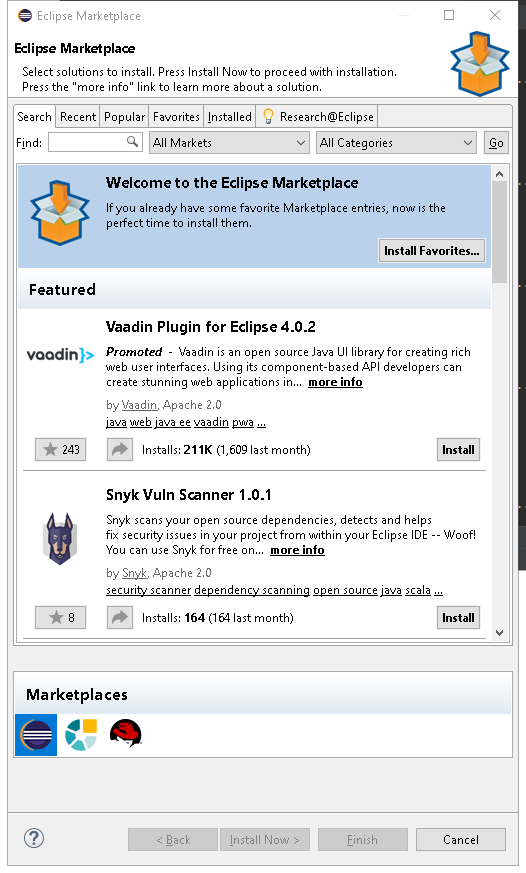 Eclipse Marketplace
Eclipse Marketplace
Select solutions to install. Press Install Now to proceed with installation.
Press the "more info" link to learn more about a solution.
Search Recent Popular Favorites Installed Research@Eclipse
Find: All Markets All Categories Go
Welcome to the Eclipse Marketplace
If you already have some favorite Marketplace entries, now is the
perfect time to install them.
Install Favorites...
Featured
Vaadin Plugin for Eclipse 4.0.2
vaadin}>
Promoted - Vaadin is an open source Java UI library for creating rich
web user interfaces. Using its component-based API developers can
create stunning web applications in... more info
by Vaadin, Apache 2.0
java web java ee vaadin pwa ...
243 Installs: 211K (1,609 last month) Install
Snyk Vuln Scanner 1.0.1
Snyk scans your open source dependencies, detects and helps
fix security issues in your project from within your Eclipse IDE -- Woof!
You can use Snyk for free on... more info
by Snyk, Apache 2.0
security scanner dependency scanning open source java scala ...
8 Installs: 164 (164 last month) Install
Marketplaces
? < Back Install Now > Finish Cancel